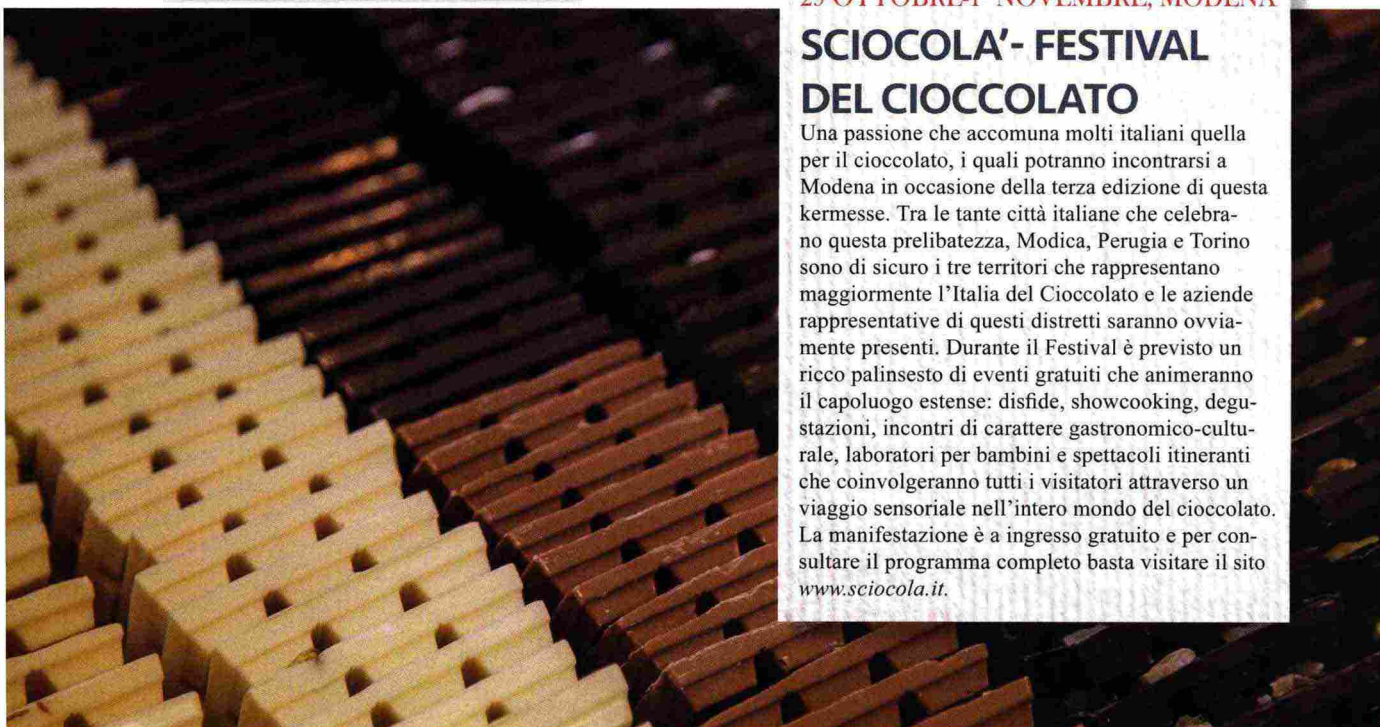 NOVEMBRE, MODENA
SCIOCOLA'- FESTIVAL
DEL CIOCCOLATO
Una passione che accomuna molti italiani quella
per il cioccolato, i quali potranno incontrarsi a
Modena in occasione della terza edizione di questa
kermesse. Tra le tante città italiane che celebra-
no questa prelibatezza, Modica, Perugia e Torino
sono di sicuro i tre territori che rappresentano
maggiormente l'Italia del Cioccolato e le aziende
rappresentative di questi distretti saranno ovvia-
mente presenti. Durante il Festival è previsto un
ricco palinsesto di eventi gratuiti che animeranno
il capoluogo estense: disfide, showcooking, degu-
stazioni, incontri di carattere gastronomico-cultu-
rale, laboratori per bambini e spettacoli itineranti
che coinvolgeranno tutti i visitatori attraverso un
viaggio sensoriale nell'intero mondo del cioccolato.
La manifestazione è a ingresso gratuito e per con-
sultare il programma completo basta visitare il sito
www.sciocola.it.